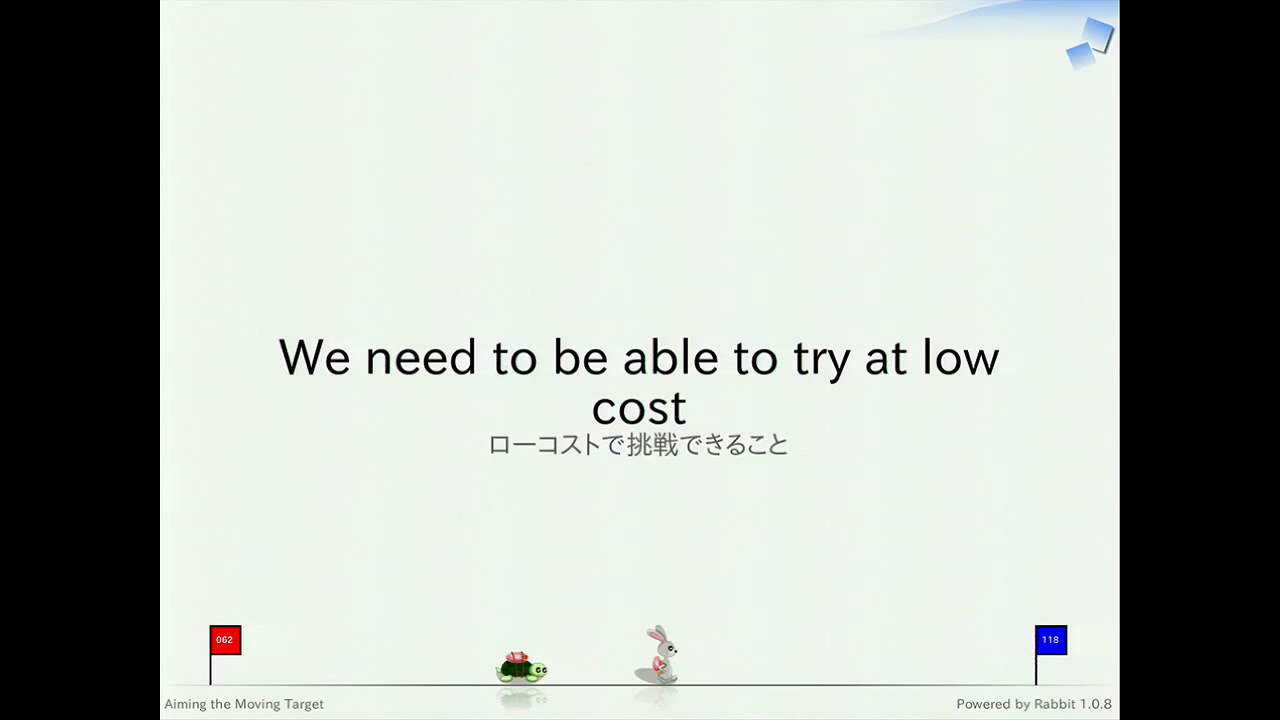 We need to be able to try at low
cost
ローコストで挑戦できること
062
118
Aiming the Moving Target
Powered by Rabbit 1.0.8